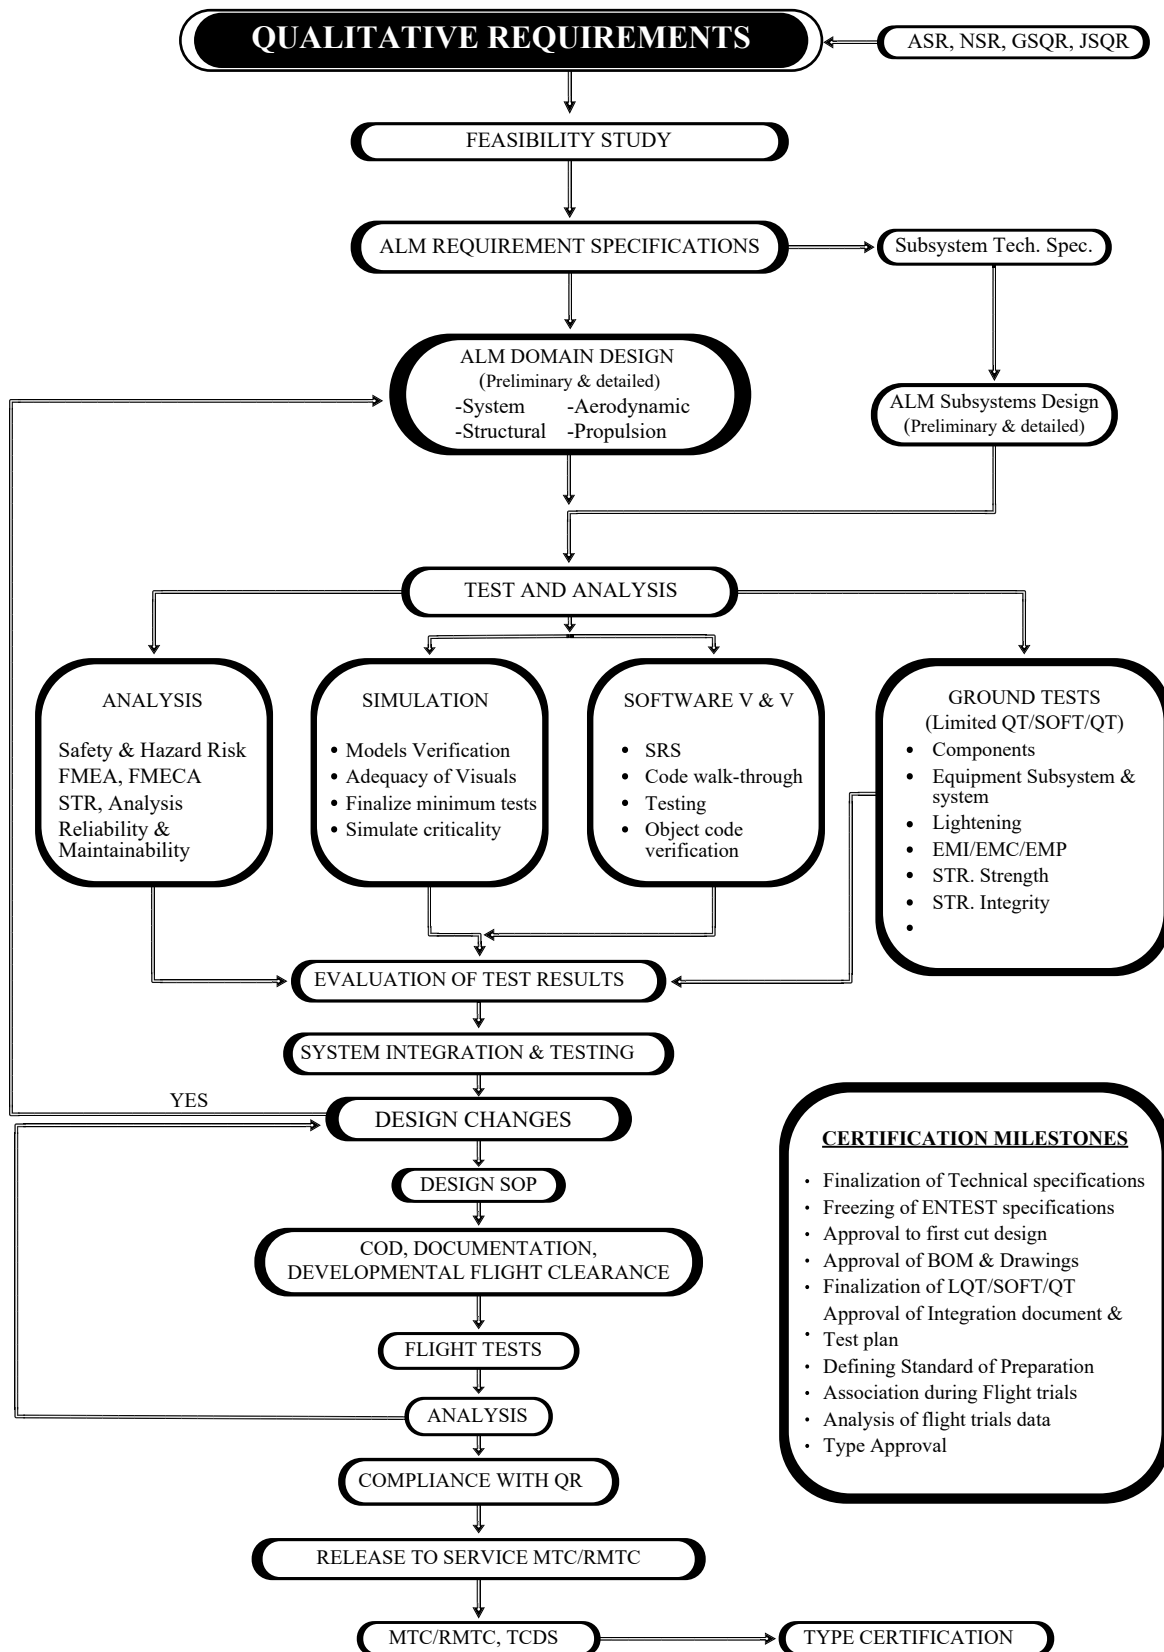 QUALITATIVE REQUIREMENTS
ASR, NSR, GSQR, JSQR
FEASIBILITY STUDY
ALM REQUIREMENT SPECIFICATIONS
Subsystem Tech. Spec.
ALM DOMAIN DESIGN
(Preliminary & detailed)
-System -Aerodynamic
-Structural -Propulsion
ALM Subsystems Design
(Preliminary & detailed)
TEST AND ANALYSIS
ANALYSIS
Safety & Hazard Risk
FMEA, FMECA
STR, Analysis
Reliability &
Maintainability
SIMULATION
• Models Verification
• Adequacy of Visuals
• Finalize minimum tests
• Simulate criticality
SOFTWARE V & V
• SRS
• Code walk-through
• Testing
• Object code
verification
GROUND TESTS
(Limited QT/SOFT/QT)
• Components
• Equipment Subsystem &
system
• Lightening
• EMI/EMC/EMP
• STR. Strength
• STR. Integrity
•
EVALUATION OF TEST RESULTS
SYSTEM INTEGRATION & TESTING
YES
DESIGN CHANGES
DESIGN SOP
COD, DOCUMENTATION,
DEVELOPMENTAL FLIGHT CLEARANCE
FLIGHT TESTS
ANALYSIS
COMPLIANCE WITH QR
RELEASE TO SERVICE MTC/RMTC
MTC/RMTC, TCDS
TYPE CERTIFICATION
CERTIFICATION MILESTONES
• Finalization of Technical specifications
• Freezing of ENTEST specifications
• Approval to first cut design
• Approval of BOM & Drawings
• Finalization of LQT/SOFT/QT
Approval of Integration document &
• Test plan
• Defining Standard of Preparation
• Association during Flight trials
• Analysis of flight trials data
• Type Approval